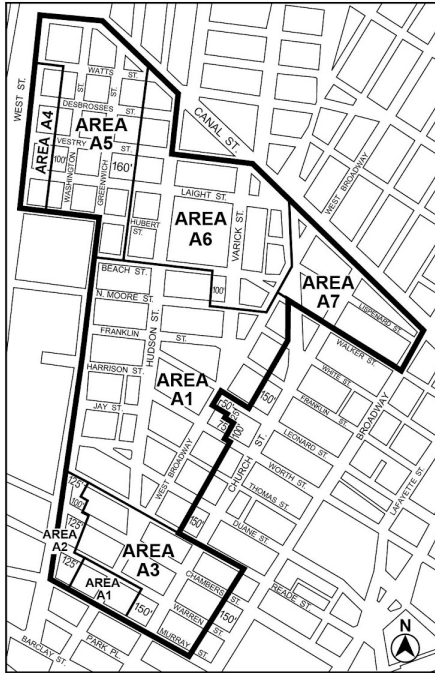 WEST ST.
WATTS
ST.
ST.
ST.
DESBROSSES
ST.
CANAL ST.
AREA A4
AREA
A5
VESTRY
ST.
100'
WASHINGTON
GREENWICH
160'
WEST BROADWAY
LAIGHT ST.
AREA
A6
HUBERT
ST.
VARICK ST.
BEACH ST.
100'
AREA
A7
LISPENARD ST.
N. MOORE ST.
HUDSON ST.
FRANKLIN
ST.
WALKER ST.
WHITE ST.
HARRISON ST.
AREA
A1
150'
FRANKLIN
ST.
BROADWAY
JAY ST.
150'
25'
75'
100'
LEONARD ST.
CHURCH ST.
WEST BROADWAY
WORTH ST.
THOMAS ST.
LAFAYETTE ST.
125'
100'
125'
150'
DUANE ST.
AREA
A2
AREA
A3
125'
AREA
A1
CHAMBERS ST.
READE ST.
150'
WARREN ST.
150'
MURRAY ST.
PARK PL.
BARCLAY ST.
N